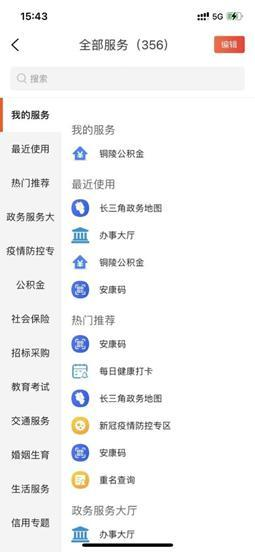 15:43
5G
全部服务（356）
编辑
搜索
我的服务
最近使用
热门推荐
政务服务大
疫情防控专
公积金
社会保险
招标采购
教育考试
交通服务
婚姻生育
生活服务
信用专题
我的服务
铜陵公积金
最近使用
长三角政务地图
办事大厅
铜陵公积金
安康码
热门推荐
安康码
每日健康打卡
长三角政务地图
新冠疫情防控专区
安康码
重名查询
政务服务大厅
办事大厅